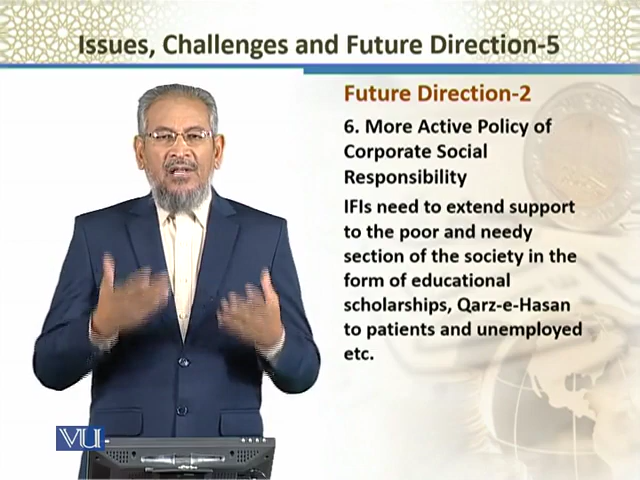 Issues, Challenges and Future Direction-5
Future Direction-2
6. More Active Policy of
Corporate Social
Responsibility
IFIs need to extend support
to the poor and needy
section of the society in the
form of educational
scholarships, Qarz-e-Hasan
to patients and unemployed
etc.
VU